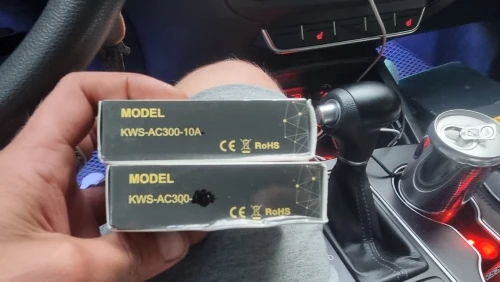 MODEL
KWS-AC300-10A
CE RoHS
MODEL
KWS-AC300-
CE RoHS